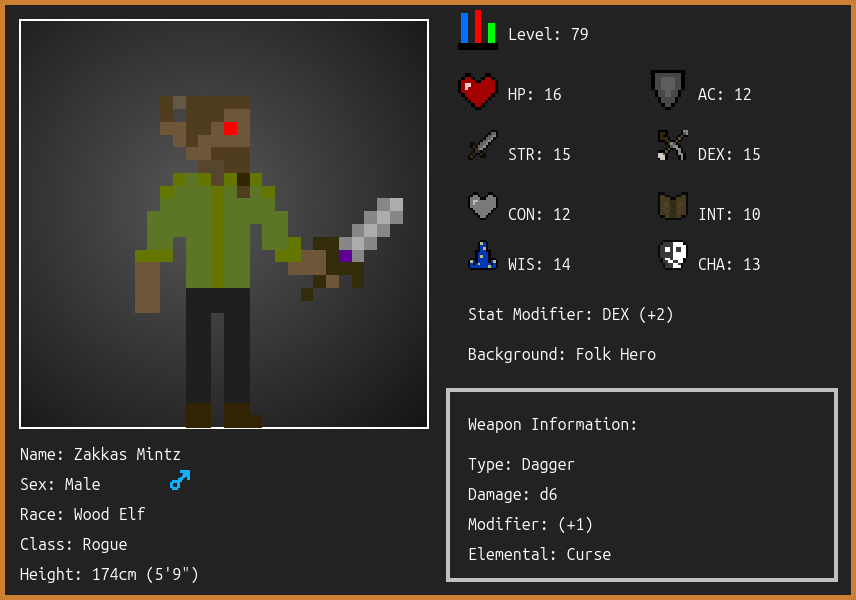 Level: 79
HP: 16
AC: 12
STR: 15
DEX: 15
CON: 12
INT: 10
WIS: 14
CHA: 13
Stat Modifier: DEX (+2)
Background: Folk Hero
Weapon Information:
Type: Dagger
Damage: d6
Modifier: (+1)
Elemental: Curse
Name: Zakkas Mintz
Sex: Male
Race: Wood Elf
Class: Rogue
Height: 174cm (5'9")